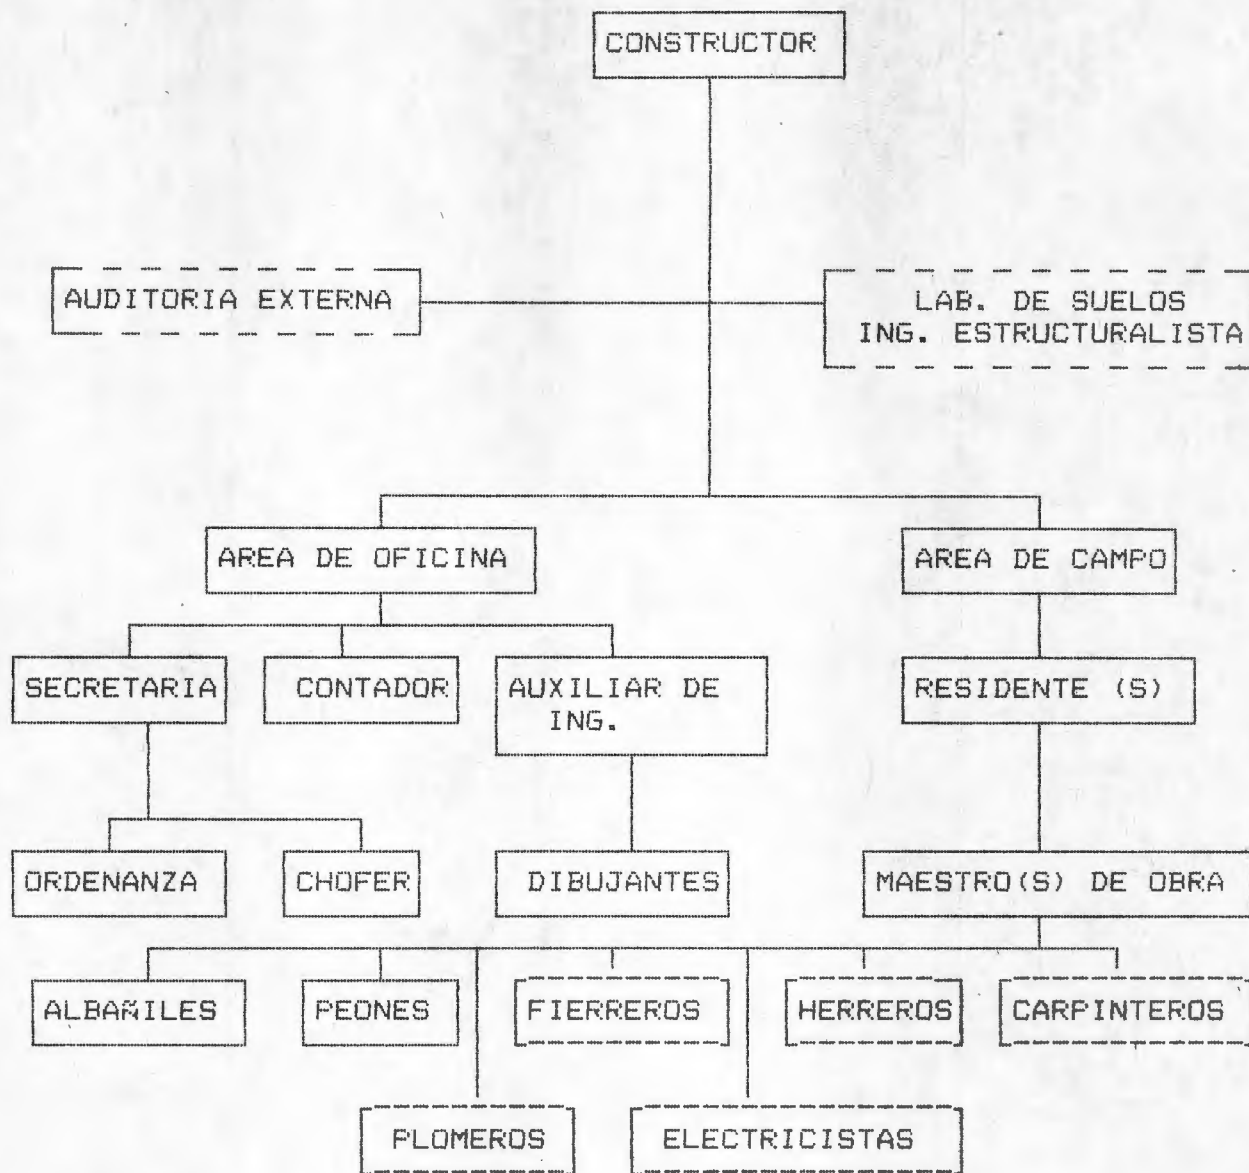 CONSTRUCTOR
AUDITORIA EXTERNA
LAB. DE SUELOS
ING. ESTRUCTURALISTA
AREA DE OFICINA
AREA DE CAMPO
SECRETARIA
CONTADOR
AUXILIAR DE
ING.
RESIDENTE (S)
ORDENANZA
CHOFER
DIBUJANTES
MAESTRO(S) DE OBRA
ALBAÑILES
PEONES
FIERREROS
HERREROS
CARPINTEROS
PLOMEROS
ELECTRICISTAS